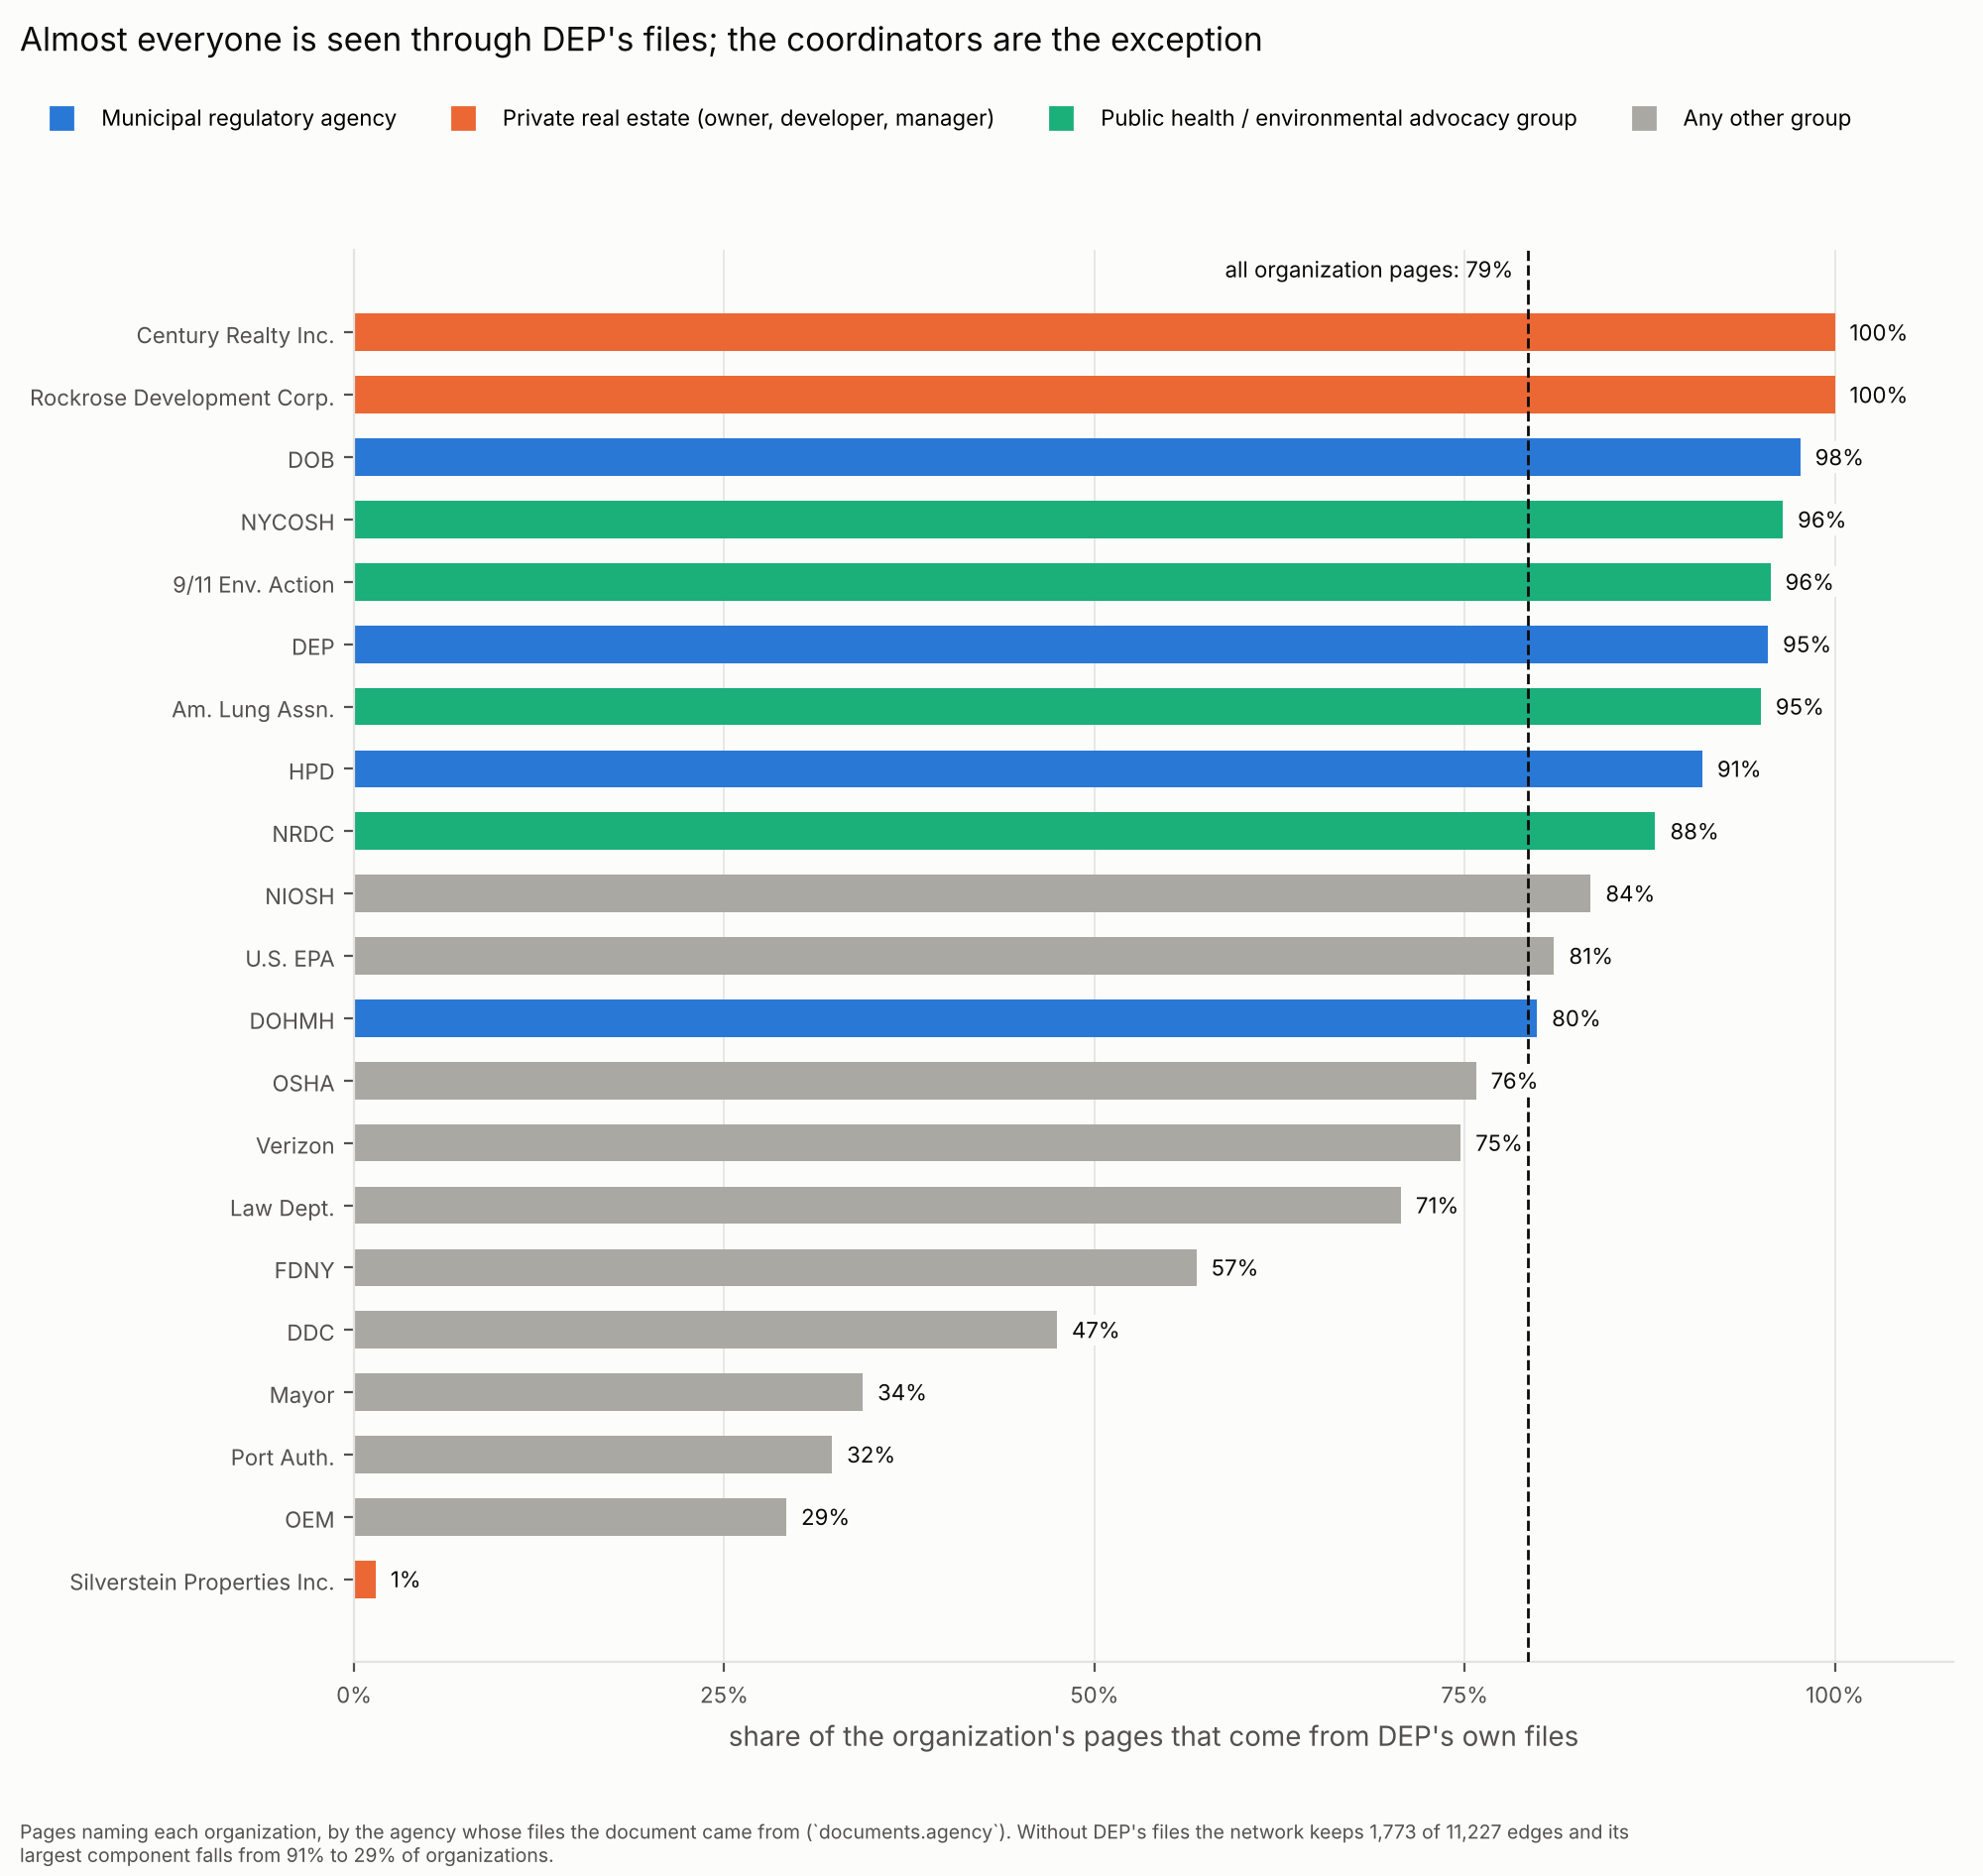 Almost everyone is seen through DEP's files; the coordinators are the exception
Municipal regulatory agency
Private real estate (owner, developer, manager)
Public health / environmental advocacy group
Any other group
all organization pages: 79%
Century Realty Inc. 100%
Rockrose Development Corp. 100%
DOB 98%
NYCOSH 96%
9/11 Env. Action 96%
DEP 95%
Am. Lung Assn. 95%
HPD 91%
NRDC 88%
NIOSH 84%
U.S. EPA 81%
DOHMH 80%
OSHA 76%
Verizon 75%
Law Dept. 71%
FDNY 57%
DDC 47%
Mayor 34%
Port Auth. 32%
OEM 29%
Silverstein Properties Inc. 1%
0% 25% 50% 75% 100%
share of the organization's pages that come from DEP's own files
Pages naming each organization, by the agency whose files the document came from (`documents.agency`). Without DEP's files the network keeps 1,773 of 11,227 edges and its
largest component falls from 91% to 29% of organizations.